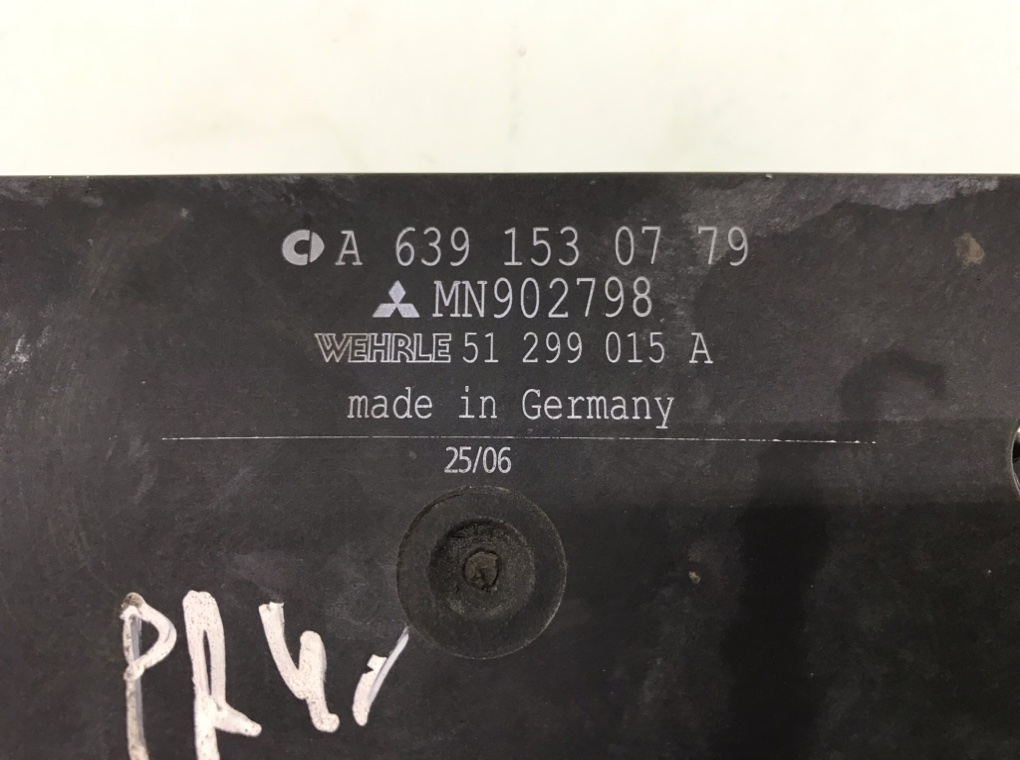 A 639 153 07 79
MN902798
WEHRLE 51 299 015 A
made in Germany
25/06